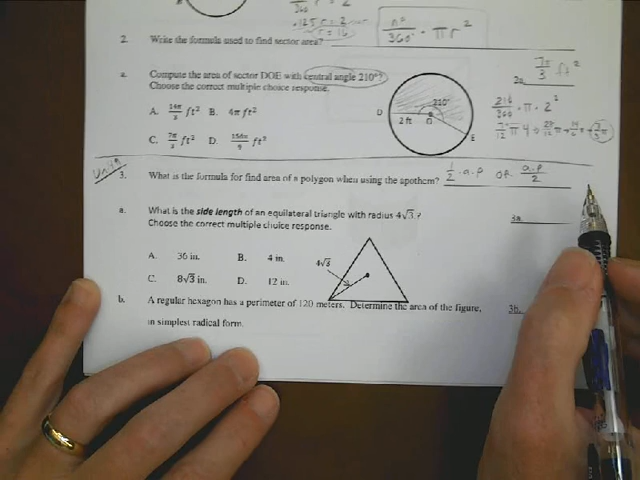 360
n°/360° · π r²
2. Write the formula used to find sector area?
a. Compute the area of sector DOE with central angle 210°? 2a. 7π/3 ft²
Choose the correct multiple choice response.
A. 14π/3 ft² B. 4π ft²
C. 7π/3 ft² D. ft²
D 210° 2 ft E
210/360 · π · 2²
3. What is the formula for find area of a polygon when using the apothem? 1/2 · a · p OR a·p/2
a. What is the side length of an equilateral triangle with radius 4√3 ? 3a.
Choose the correct multiple choice response.
A. 36 in. B. 4 in.
C. 8√3 in. D. 12 in.
4√3
b. A regular hexagon has a perimeter of 120 meters. Determine the area of the figure, 3b.
in simplest radical form.